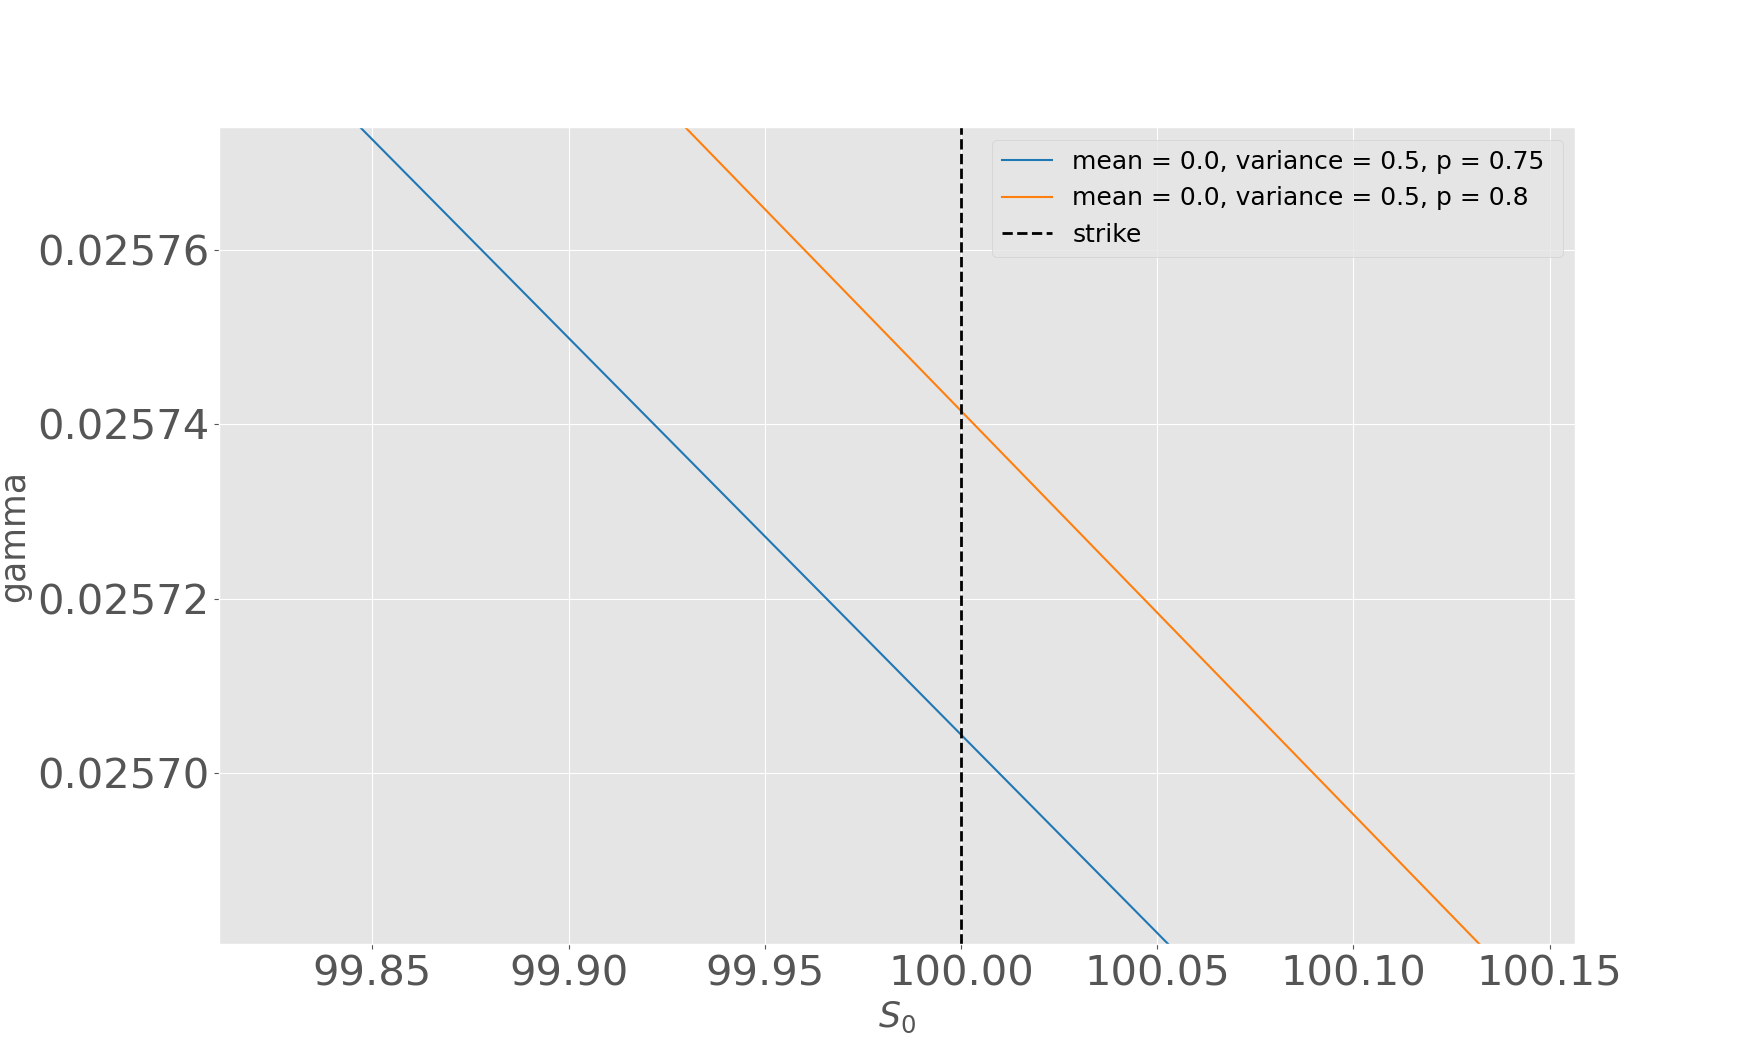 mean = 0.0, variance = 0.5, p = 0.75
mean = 0.0, variance = 0.5, p = 0.8
strike
0.02576
0.02574
0.02572
0.02570
gamma
99.85 99.90 99.95 100.00 100.05 100.10 100.15
S₀